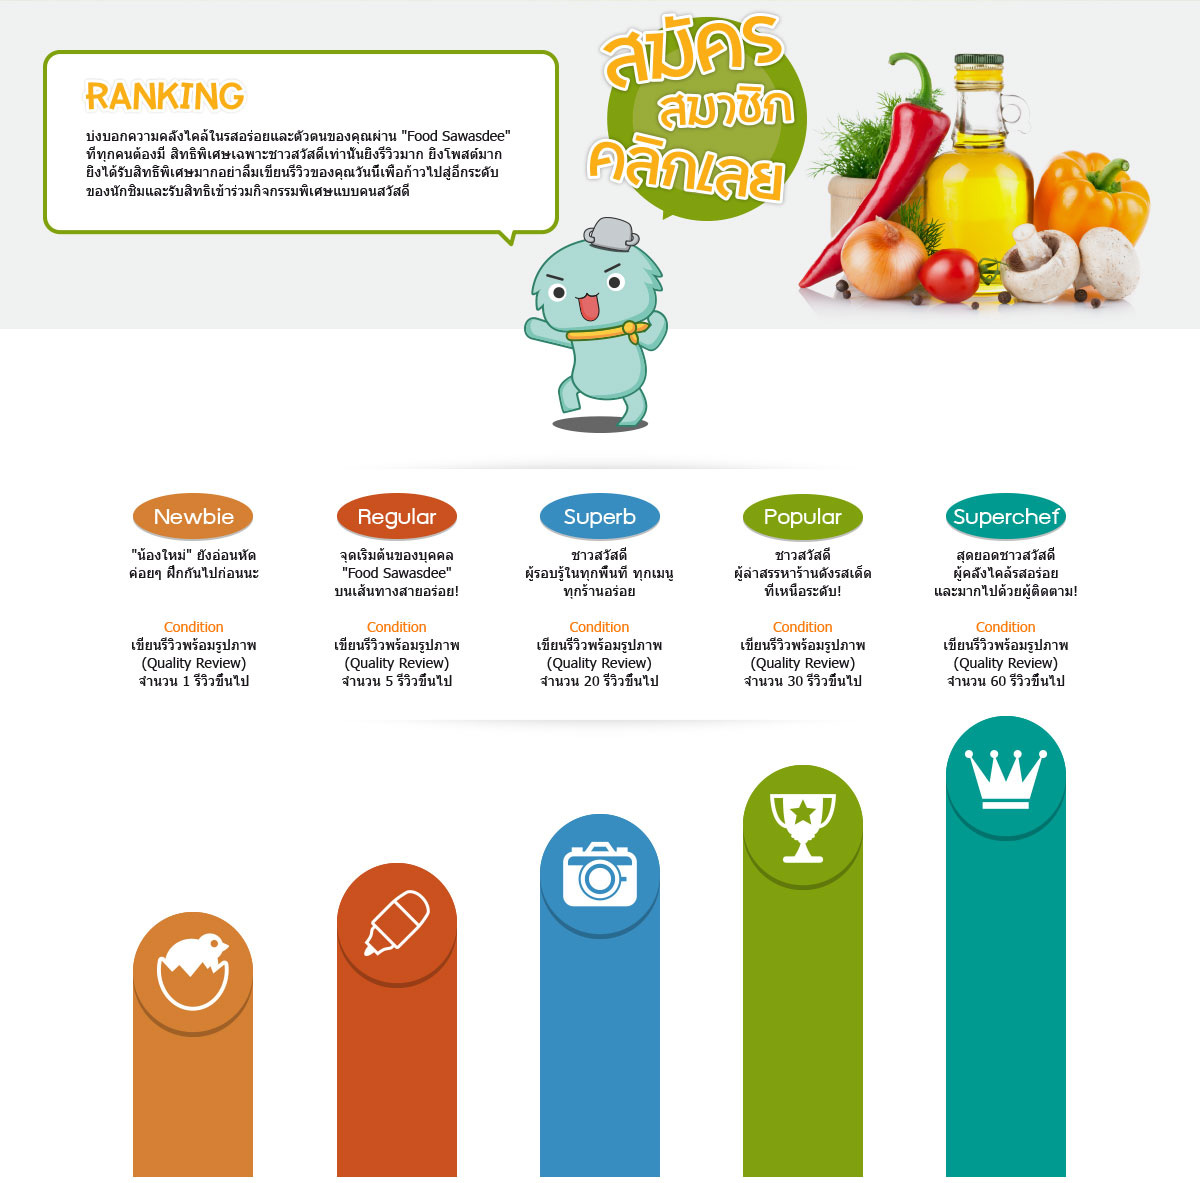 RANKING
บ่งบอกความคลั่งไคล้ในรสอร่อยและตัวตนของคุณผ่าน "Food Sawasdee"
ที่ทุกคนต้องมี สิทธิพิเศษเฉพาะชาวสวัสดีเท่านั้นยิ่งรีวิวมาก ยิ่งโพสต์มาก
ยิ่งได้รับสิทธิพิเศษมากอย่าลืมเขียนรีวิวของคุณวันนี้เพื่อก้าวไปสู่อีกระดับ
ของนักชิมและรับสิทธิเข้าร่วมกิจกรรมพิเศษแบบคนสวัสดี
สมัคร
สมาชิก
คลิกเลย
Newbie
"น้องใหม่" ยังอ่อนหัด
ค่อยๆ ฝึกกันไปก่อนนะ
Condition
เขียนรีวิวพร้อมรูปภาพ
(Quality Review)
จำนวน 1 รีวิวขึ้นไป
Regular
จุดเริ่มต้นของบุคคล
"Food Sawasdee"
บนเส้นทางสายอร่อย!
Condition
เขียนรีวิวพร้อมรูปภาพ
(Quality Review)
จำนวน 5 รีวิวขึ้นไป
Superb
ชาวสวัสดี
ผู้รอบรู้ในทุกพื้นที่ ทุกเมนู
ทุกร้านอร่อย
Condition
เขียนรีวิวพร้อมรูปภาพ
(Quality Review)
จำนวน 20 รีวิวขึ้นไป
Popular
ชาวสวัสดี
ผู้ล่าสรรหาร้านดังรสเด็ด
ที่เหนือระดับ!
Condition
เขียนรีวิวพร้อมรูปภาพ
(Quality Review)
จำนวน 30 รีวิวขึ้นไป
Superchef
สุดยอดชาวสวัสดี
ผู้คลั่งไคล้รสอร่อย
และมากไปด้วยผู้ติดตาม!
Condition
เขียนรีวิวพร้อมรูปภาพ
(Quality Review)
จำนวน 60 รีวิวขึ้นไป